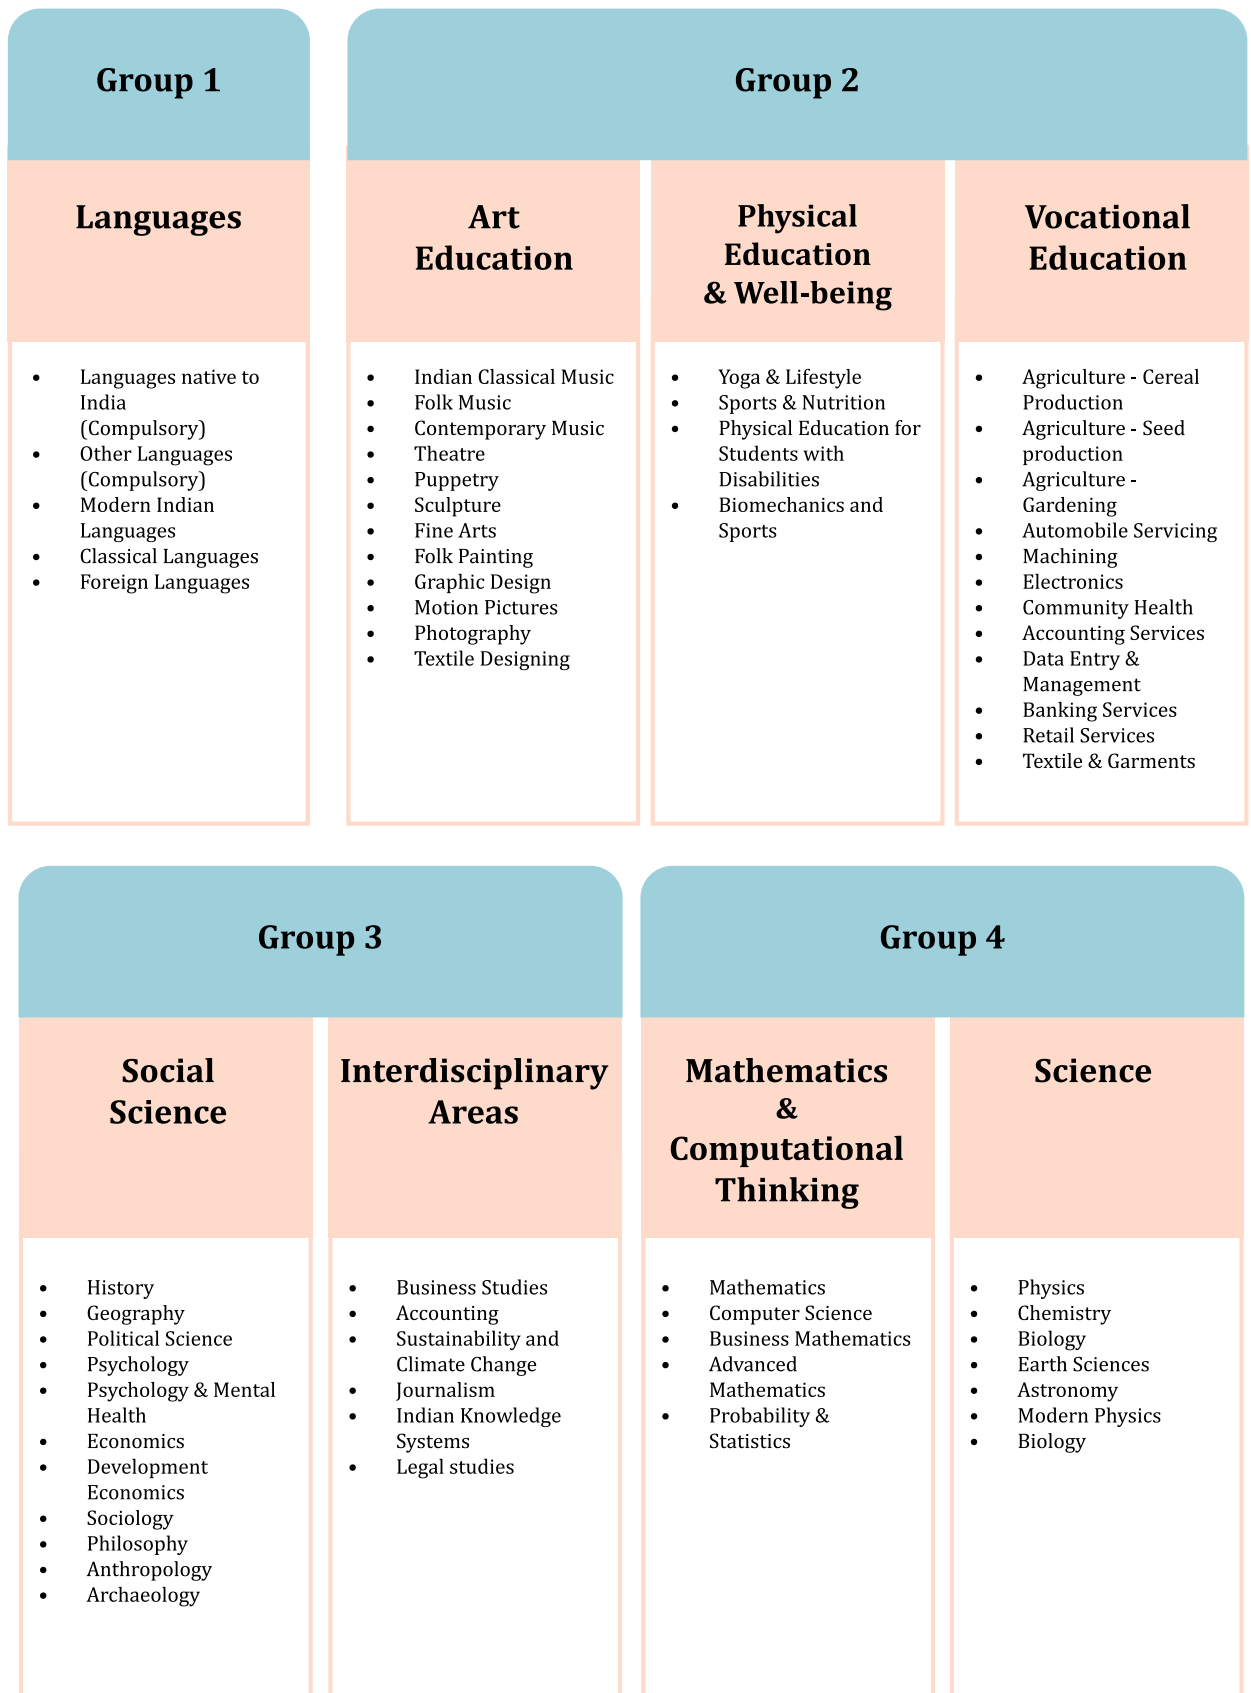 Group 1
Languages
• Languages native to
India
(Compulsory)
• Other Languages
(Compulsory)
• Modern Indian
Languages
• Classical Languages
• Foreign Languages
Group 2
Art
Education
• Indian Classical Music
• Folk Music
• Contemporary Music
• Theatre
• Puppetry
• Sculpture
• Fine Arts
• Folk Painting
• Graphic Design
• Motion Pictures
• Photography
• Textile Designing
Physical
Education
& Well-being
• Yoga & Lifestyle
• Sports & Nutrition
• Physical Education for
Students with
Disabilities
• Biomechanics and
Sports
Vocational
Education
• Agriculture - Cereal
Production
• Agriculture - Seed
production
• Agriculture -
Gardening
• Automobile Servicing
• Machining
• Electronics
• Community Health
• Accounting Services
• Data Entry &
Management
• Banking Services
• Retail Services
• Textile & Garments
Group 3
Social
Science
• History
• Geography
• Political Science
• Psychology
• Psychology & Mental
Health
• Economics
• Development
Economics
• Sociology
• Philosophy
• Anthropology
• Archaeology
Interdisciplinary
Areas
• Business Studies
• Accounting
• Sustainability and
Climate Change
• Journalism
• Indian Knowledge
Systems
• Legal studies
Group 4
Mathematics
&
Computational
Thinking
• Mathematics
• Computer Science
• Business Mathematics
• Advanced
Mathematics
• Probability &
Statistics
Science
• Physics
• Chemistry
• Biology
• Earth Sciences
• Astronomy
• Modern Physics
• Biology